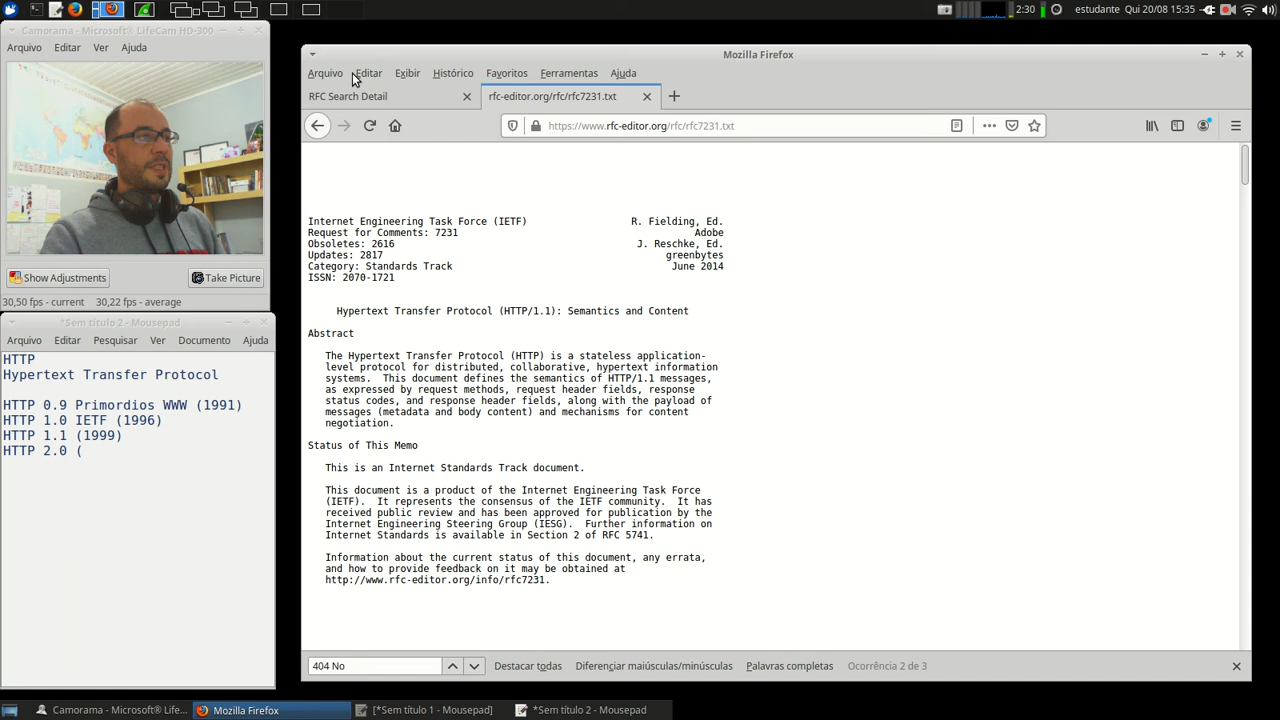 2:30 estudante Qui 20/08 15:35
Camorama - Microsoft® LifeCam HD-300
Arquivo Editar Ver Ajuda
Show Adjustments Take Picture
30,50 fps - current 30,22 fps - average
*Sem título 2 - Mousepad
Arquivo Editar Pesquisar Ver Documento Ajuda
HTTP
Hypertext Transfer Protocol
HTTP 0.9 Primordios WWW (1991)
HTTP 1.0 IETF (1996)
HTTP 1.1 (1999)
HTTP 2.0 (
Mozilla Firefox
Arquivo Editar Exibir Histórico Favoritos Ferramentas Ajuda
RFC Search Detail rfc-editor.org/rfc/rfc7231.txt
https://www.rfc-editor.org/rfc/rfc7231.txt
Internet Engineering Task Force (IETF) R. Fielding, Ed.
Request for Comments: 7231 Adobe
Obsoletes: 2616 J. Reschke, Ed.
Updates: 2817 greenbytes
Category: Standards Track June 2014
ISSN: 2070-1721
Hypertext Transfer Protocol (HTTP/1.1): Semantics and Content
Abstract
The Hypertext Transfer Protocol (HTTP) is a stateless application-
level protocol for distributed, collaborative, hypertext information
systems. This document defines the semantics of HTTP/1.1 messages,
as expressed by request methods, request header fields, response
status codes, and response header fields, along with the payload of
messages (metadata and body content) and mechanisms for content
negotiation.
Status of This Memo
This is an Internet Standards Track document.
This document is a product of the Internet Engineering Task Force
(IETF). It represents the consensus of the IETF community. It has
received public review and has been approved for publication by the
Internet Engineering Steering Group (IESG). Further information on
Internet Standards is available in Section 2 of RFC 5741.
Information about the current status of this document, any errata,
and how to provide feedback on it may be obtained at
http://www.rfc-editor.org/info/rfc7231.
404 No Destacar todas Diferenciar maiúsculas/minúsculas Palavras completas Ocorrência 2 de 3
Camorama - Microsoft® Life... Mozilla Firefox [*Sem título 1 - Mousepad] *Sem título 2 - Mousepad